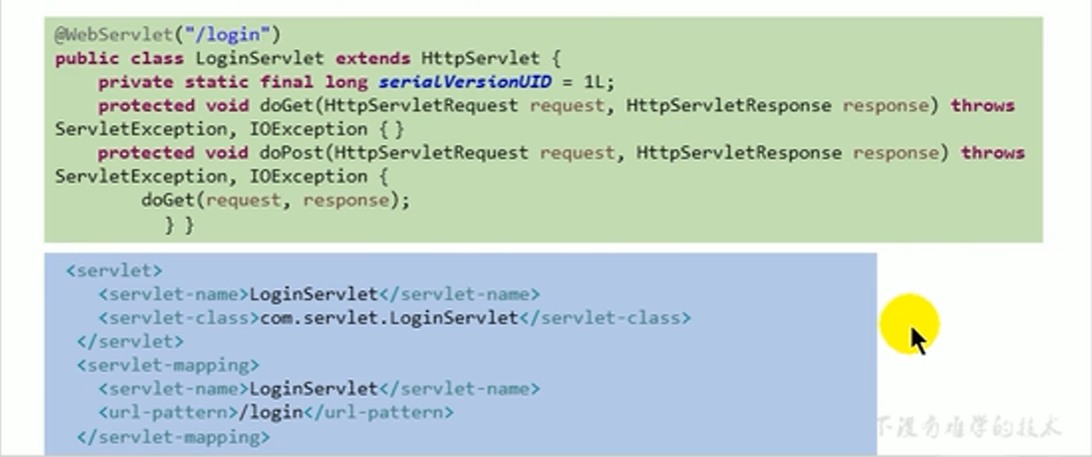 @WebServlet("/login")
public class LoginServlet extends HttpServlet {
private static final long serialVersionUID = 1L;
protected void doGet(HttpServletRequest request, HttpServletResponse response) throws
ServletException, IOException { }
protected void doPost(HttpServletRequest request, HttpServletResponse response) throws
ServletException, IOException {
doGet(request, response);
} }
<servlet>
<servlet-name>LoginServlet</servlet-name>
<servlet-class>com.servlet.LoginServlet</servlet-class>
</servlet>
<servlet-mapping>
<servlet-name>LoginServlet</servlet-name>
<url-pattern>/login</url-pattern>
</servlet-mapping>
下没有难学的技术